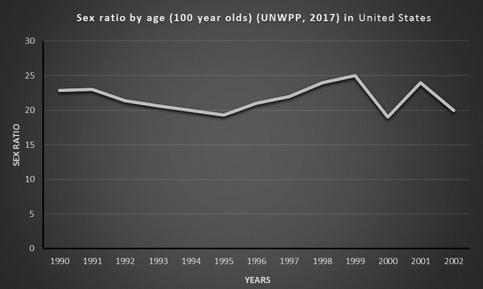 Sex ratio by age (100 year olds) (UNWPP, 2017) in United States
30
25
20
15
10
5
0
SEX RATIO
1990 1991 1992 1993 1994 1995 1996 1997 1998 1999 2000 2001 2002
YEARS